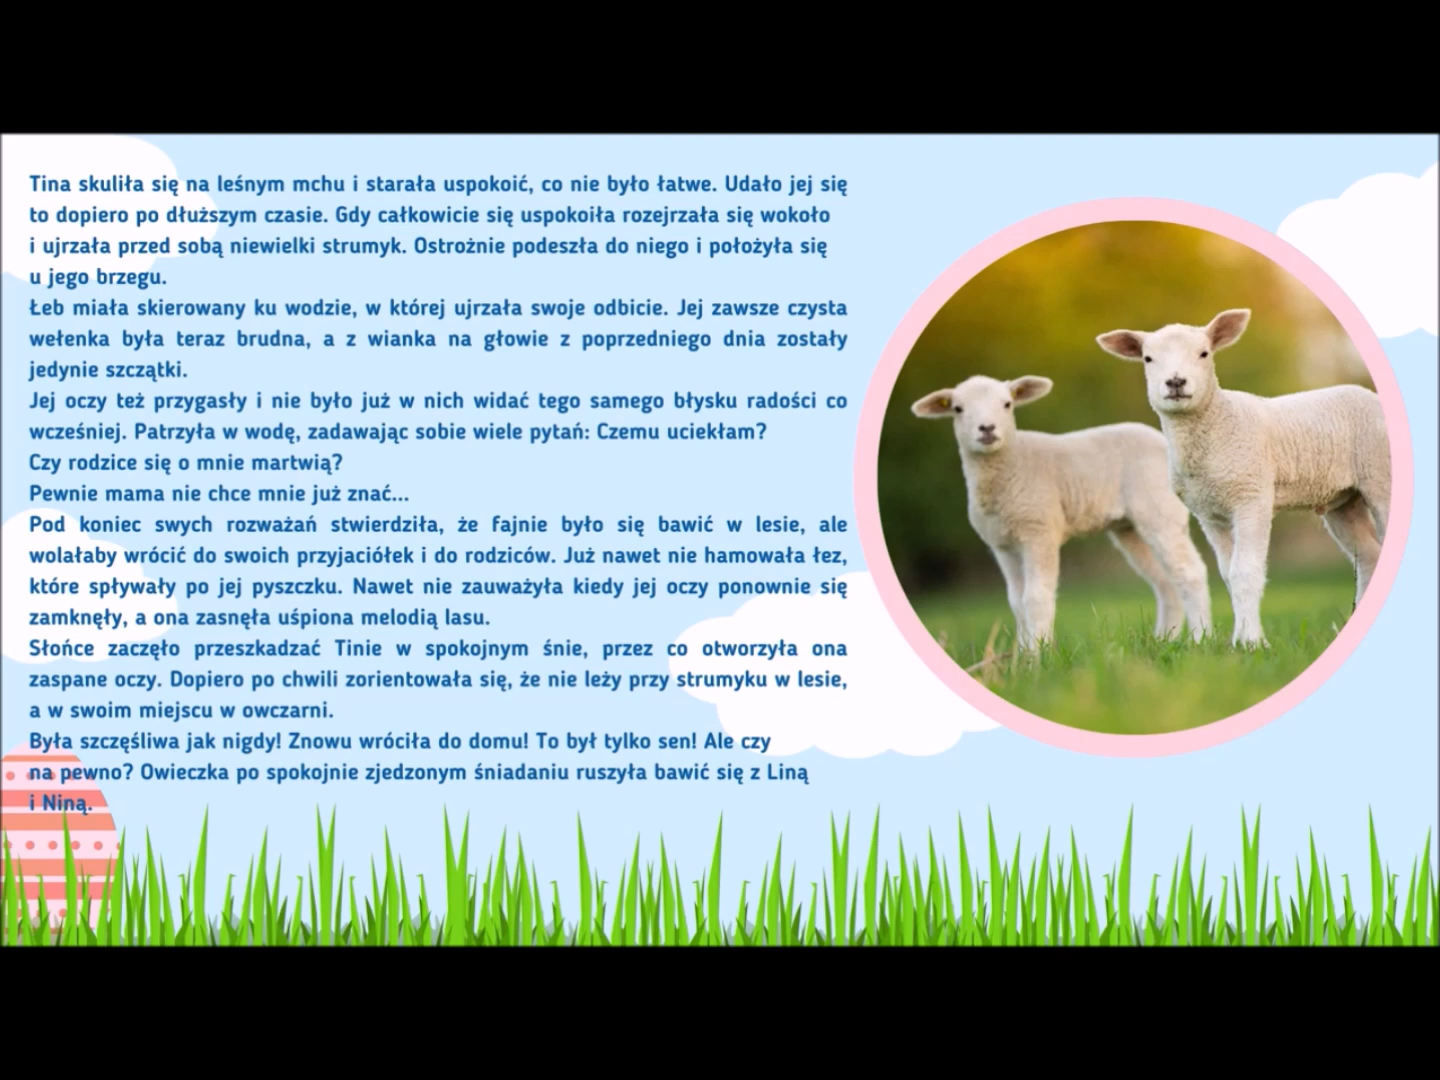 Tina skuliła się na leśnym mchu i starała uspokoić, co nie było łatwe. Udało jej się
to dopiero po dłuższym czasie. Gdy całkowicie się uspokoiła rozejrzała się wokoło
i ujrzała przed sobą niewielki strumyk. Ostrożnie podeszła do niego i położyła się
u jego brzegu.
Łeb miała skierowany ku wodzie, w której ujrzała swoje odbicie. Jej zawsze czysta
wełenka była teraz brudna, a z wianka na głowie z poprzedniego dnia zostały
jedynie szczątki.
Jej oczy też przygasły i nie było już w nich widać tego samego błysku radości co
wcześniej. Patrzyła w wodę, zadawając sobie wiele pytań: Czemu uciekłam?
Czy rodzice się o mnie martwią?
Pewnie mama nie chce mnie już znać...
Pod koniec swych rozważań stwierdziła, że fajnie było się bawić w lesie, ale
wolałaby wrócić do swoich przyjaciółek i do rodziców. Już nawet nie hamowała łez,
które spływały po jej pyszczku. Nawet nie zauważyła kiedy jej oczy ponownie się
zamknęły, a ona zasnęła uśpiona melodią lasu.
Słońce zaczęło przeszkadzać Tinie w spokojnym śnie, przez co otworzyła ona
zaspane oczy. Dopiero po chwili zorientowała się, że nie leży przy strumyku w lesie,
a w swoim miejscu w owczarni.
Była szczęśliwa jak nigdy! Znowu wróciła do domu! To był tylko sen! Ale czy
na pewno? Owieczka po spokojnie zjedzonym śniadaniu ruszyła bawić się z Liną
i Niną.